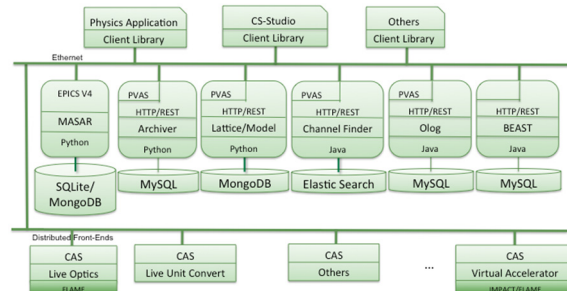 Physics Application
Client Library
CS-Studio
Client Library
Others
Client Library
Ethernet
EPICS V4
MASAR
Python
SQLite/
MongoDB
PVAS
HTTP/REST
Archiver
Python
MySQL
PVAS
HTTP/REST
Lattice/Model
Python
MongoDB
PVAS
HTTP/REST
Channel Finder
Java
Elastic Search
PVAS
HTTP/REST
Olog
Java
MySQL
PVAS
HTTP/REST
BEAST
Java
MySQL
Distributed Front-Ends
CAS
Live Optics
FLAME
CAS
Live Unit Convert
CAS
Others
...
CAS
Virtual Accelerator
IMPACT/FLAME